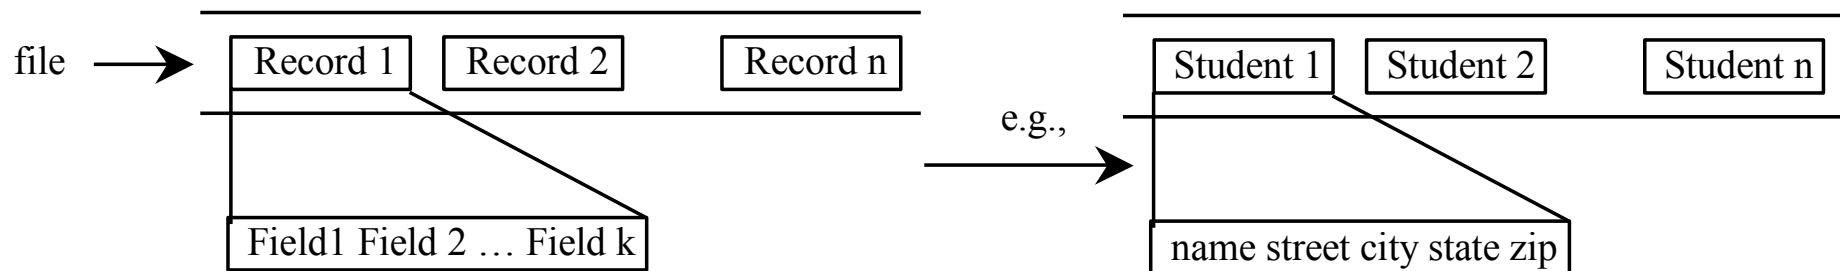 file
Record 1
Record 2
Record n
Field1 Field 2 … Field k
e.g.,
Student 1
Student 2
Student n
name street city state zip